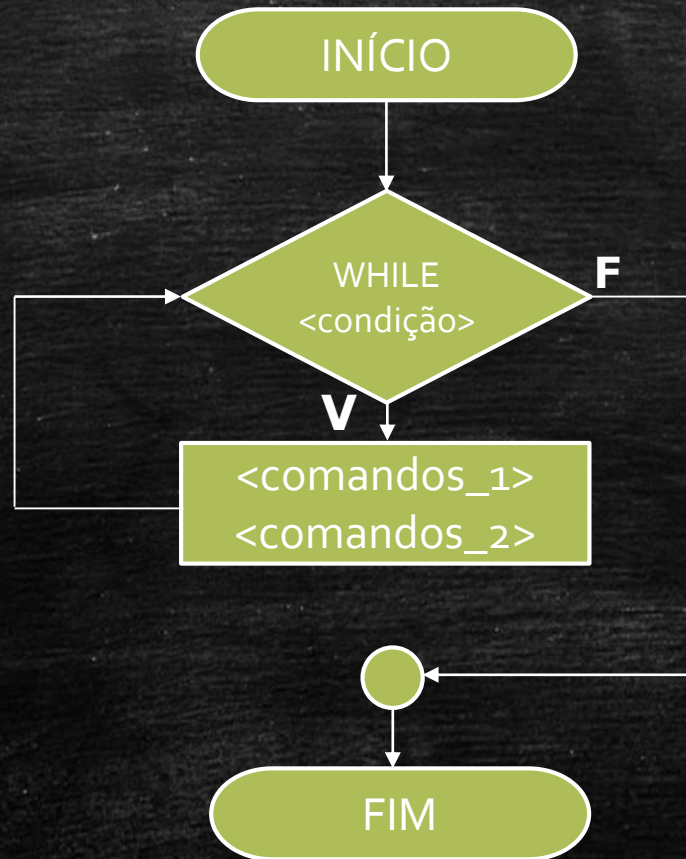 INÍCIO
WHILE
<condição>
F
V
<comandos_1>
<comandos_2>
FIM